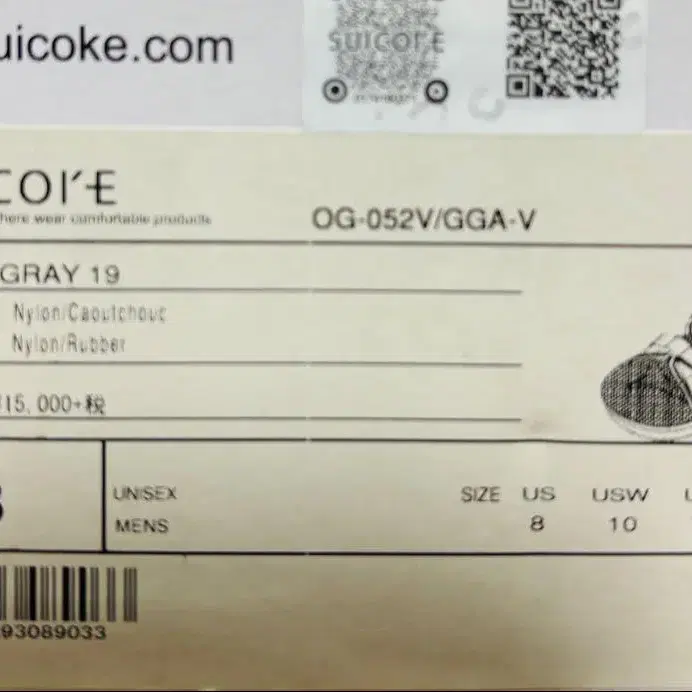 uicoke.com
SUICOKE
COKE
here wear comfortable products
OG-052V/GGA-V
GRAY 19
Nylon/Caoutchouc
Nylon/Rubber
¥15,000+税
UNISEX
MENS
SIZE US USW
8 10
93089033